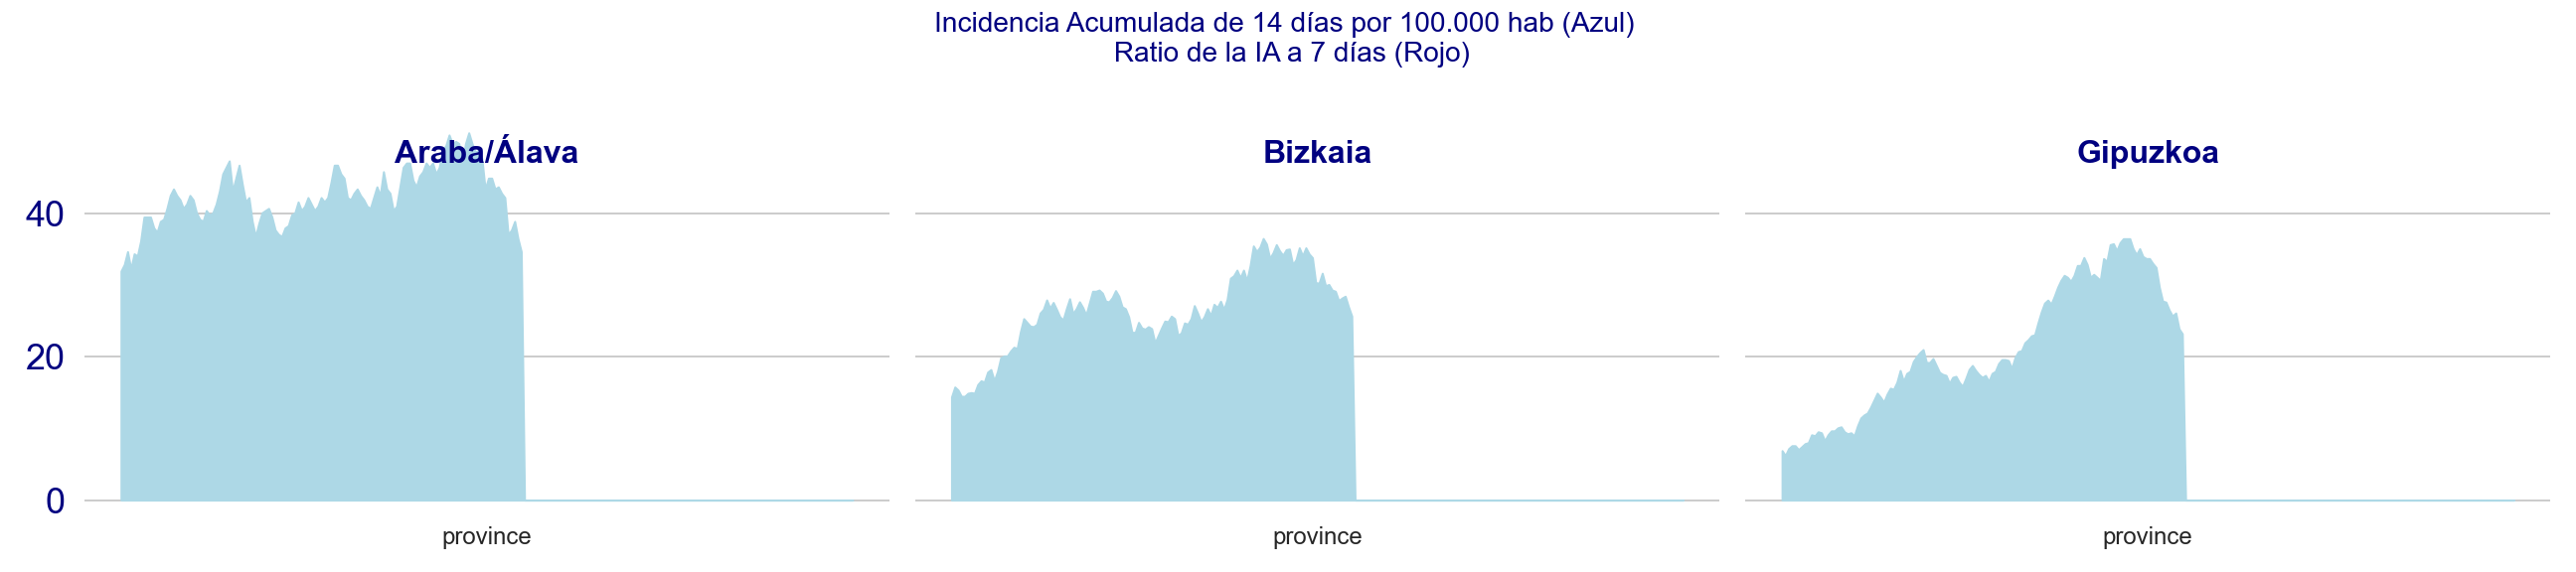 Incidencia Acumulada de 14 días por 100.000 hab (Azul)
Ratio de la IA a 7 días (Rojo)
Araba/Álava
Bizkaia
Gipuzkoa
40
20
0
province
province
province